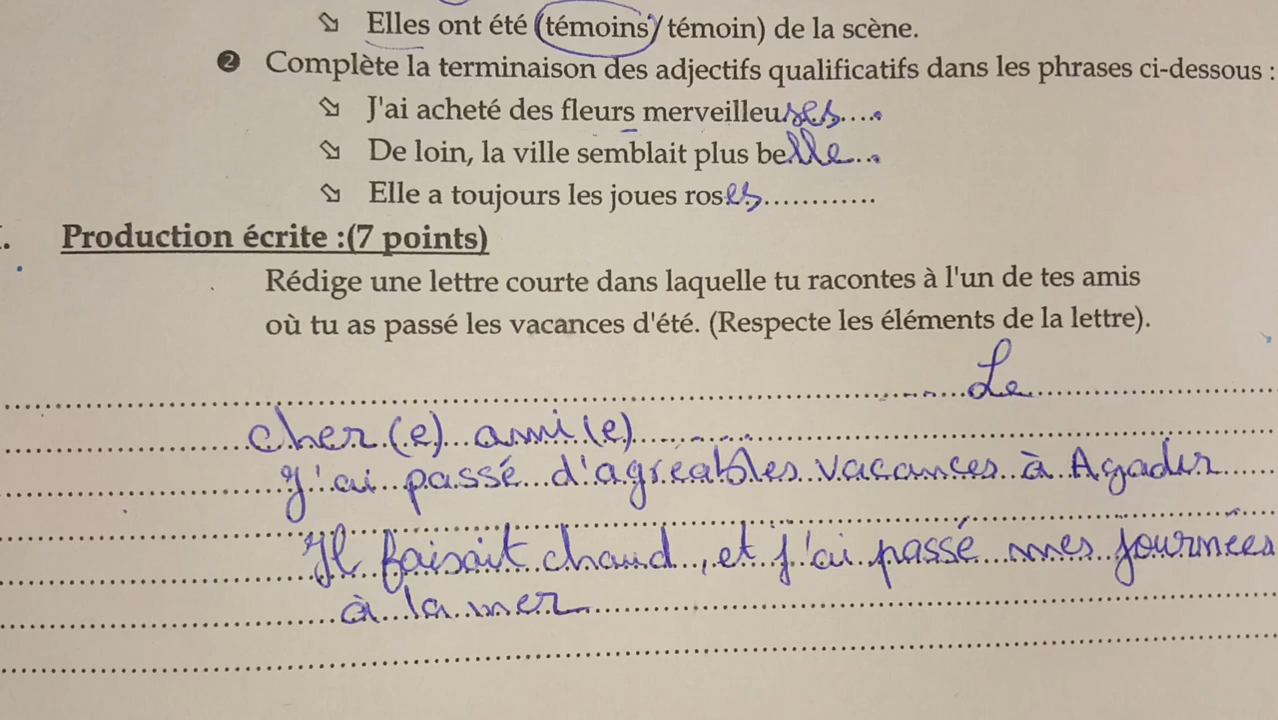 Elles ont été (témoins/ témoin) de la scène.
❷ Complète la terminaison des adjectifs qualificatifs dans les phrases ci-dessous :
J'ai acheté des fleurs merveilleuses.....
De loin, la ville semblait plus belle...
Elle a toujours les joues roses............
. Production écrite :(7 points)
Rédige une lettre courte dans laquelle tu racontes à l'un de tes amis
où tu as passé les vacances d'été. (Respecte les éléments de la lettre).
Le
cher(e) ami(e)
J'ai passé d'agréables vacances à Agadir
Il faisait chaud, et j'ai passé mes journées
à la mer